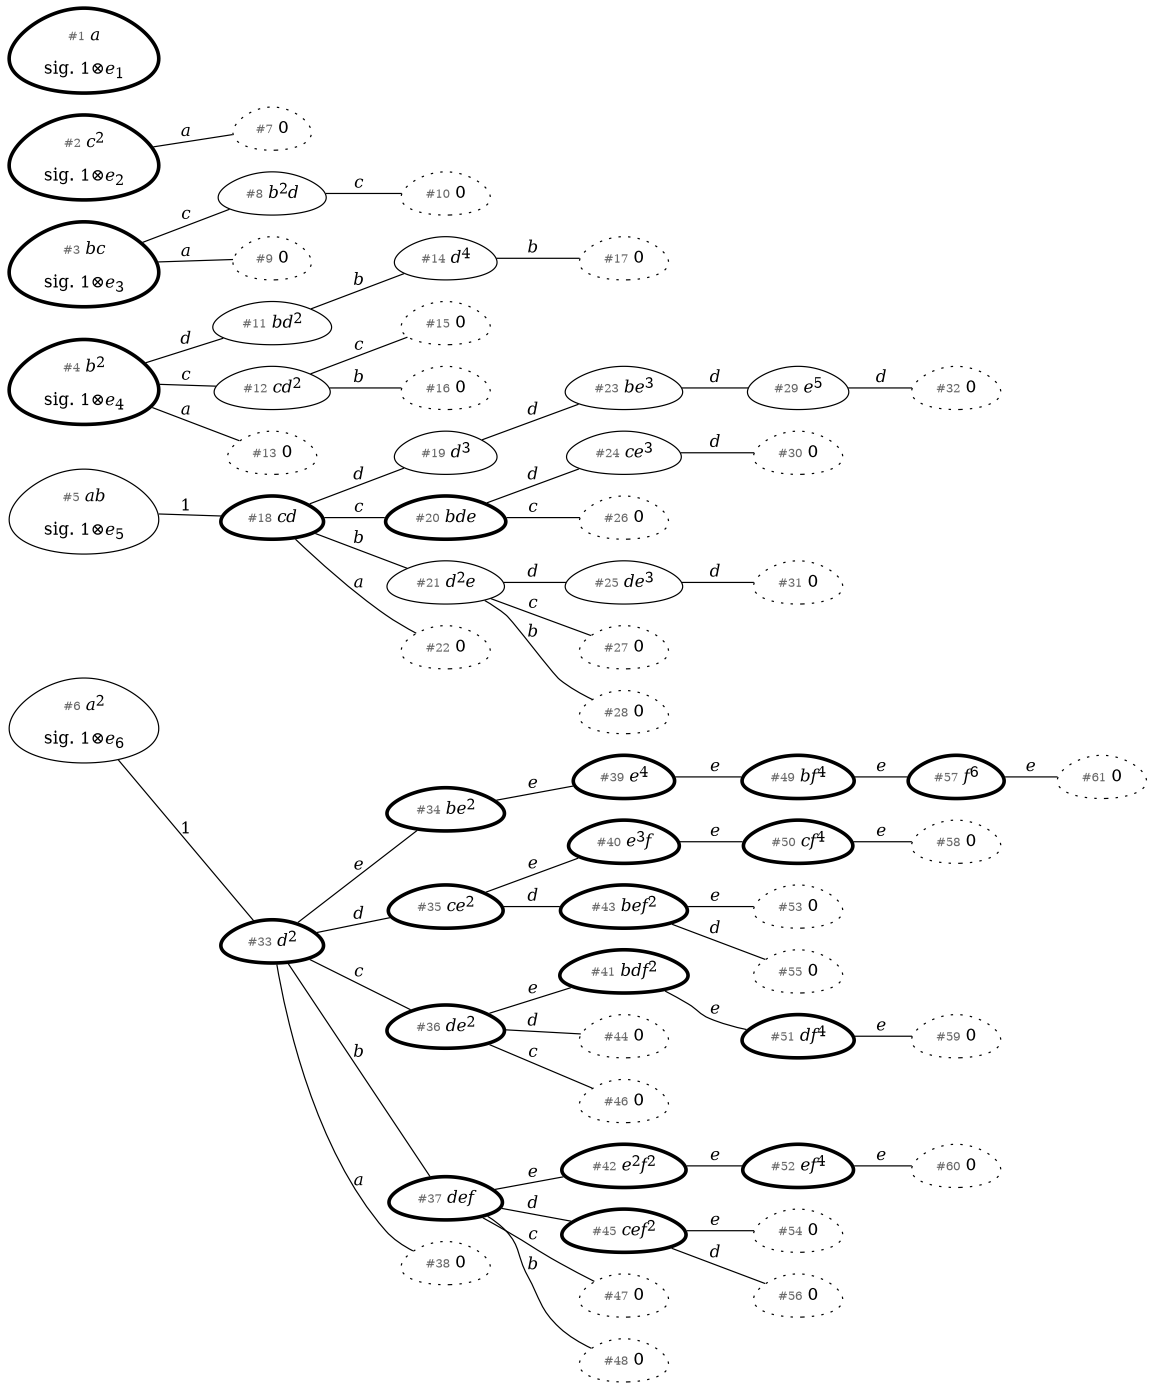 #1 a
sig. 1⊗e₁
#2 c²
sig. 1⊗e₂
a
#7 0
#3 bc
sig. 1⊗e₃
c
#8 b²d
c
#10 0
a
#9 0
#4 b²
sig. 1⊗e₄
d
#11 bd²
b
#14 d⁴
b
#17 0
c
#12 cd²
c
#15 0
b
#16 0
a
#13 0
#5 ab
sig. 1⊗e₅
1
#18 cd
d
#19 d³
d
#23 be³
d
#29 e⁵
d
#32 0
c
#20 bde
d
#24 ce³
d
#30 0
c
#26 0
b
#21 d²e
d
#25 de³
d
#31 0
c
#27 0
b
#28 0
a
#22 0
#6 a²
sig. 1⊗e₆
1
#33 d²
e
#34 be²
e
#39 e⁴
e
#49 bf⁴
e
#57 f⁶
e
#61 0
d
#35 ce²
e
#40 e³f
e
#50 cf⁴
e
#58 0
d
#43 bef²
e
#53 0
d
#55 0
c
#36 de²
e
#41 bdf²
e
#51 df⁴
e
#59 0
d
#44 0
c
#46 0
b
#37 def
e
#42 e²f²
e
#52 ef⁴
e
#60 0
d
#45 cef²
e
#54 0
d
#56 0
c
#47 0
b
#48 0
a
#38 0